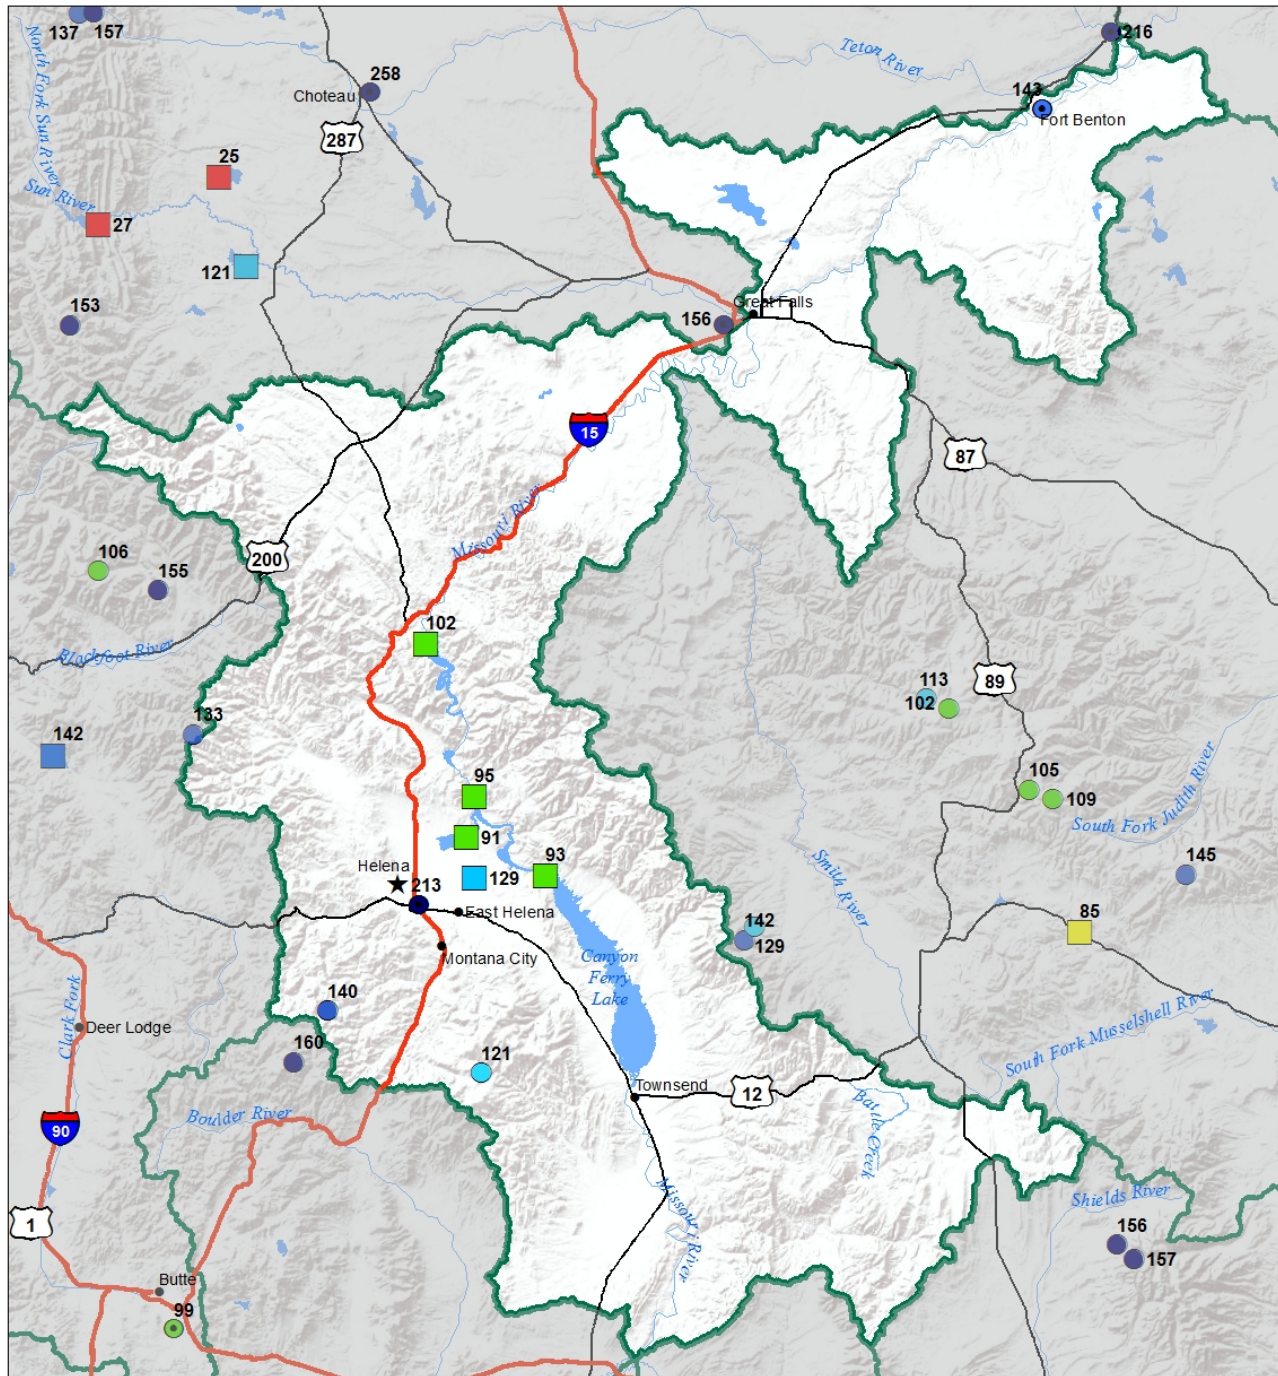 137
157
216
North Fork Sun River
Teton River
258
Choteau
143
Fort Benton
287
25
Sun River
27
121
153
Great Falls
156
15
87
Missouri River
200
106
155
102
Blackfoot River
113
102
89
133
142
95
105
109
South Fork Judith River
91
93
Helena
213
129
145
Smith River
East Helena
142
129
85
Montana City
Canyon
Ferry
Lake
Clark Fork
140
Deer Lodge
South Fork Musselshell River
160
121
Townsend
12
Battle Creek
Boulder River
90
Missouri River
Shields River
1
156
157
Butte
99